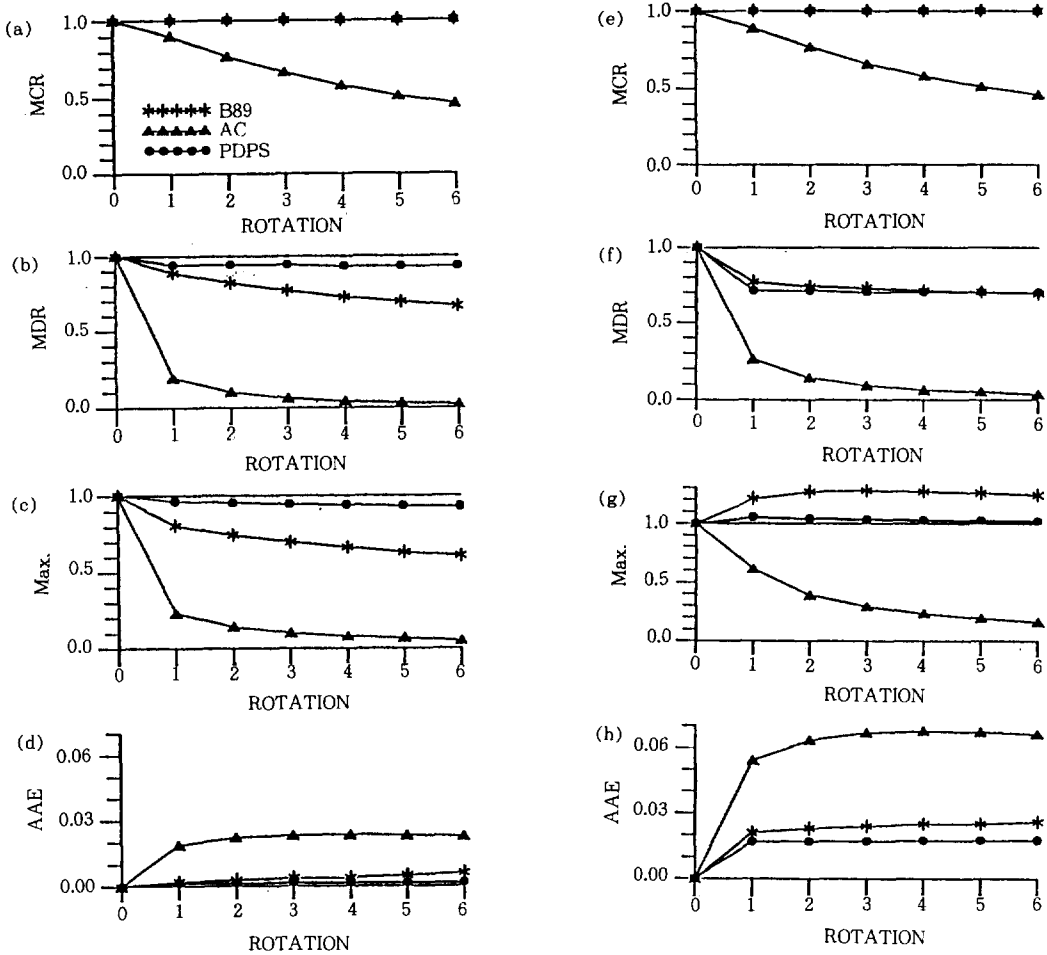 (a)
MCR
1.0
0.5
0.0
B89
AC
PDPS
0 1 2 3 4 5 6
ROTATION
(b)
MDR
1.0
0.5
0.0
0 1 2 3 4 5 6
ROTATION
(c)
Max.
1.0
0.5
0.0
0 1 2 3 4 5 6
ROTATION
(d)
AAE
0.06
0.03
0.00
0 1 2 3 4 5 6
ROTATION
(e)
MCR
1.0
0.5
0.0
0 1 2 3 4 5 6
ROTATION
(f)
MDR
1.0
0.5
0.0
0 1 2 3 4 5 6
ROTATION
(g)
Max.
1.0
0.5
0.0
0 1 2 3 4 5 6
ROTATION
(h)
AAE
0.06
0.03
0.00
0 1 2 3 4 5 6
ROTATION